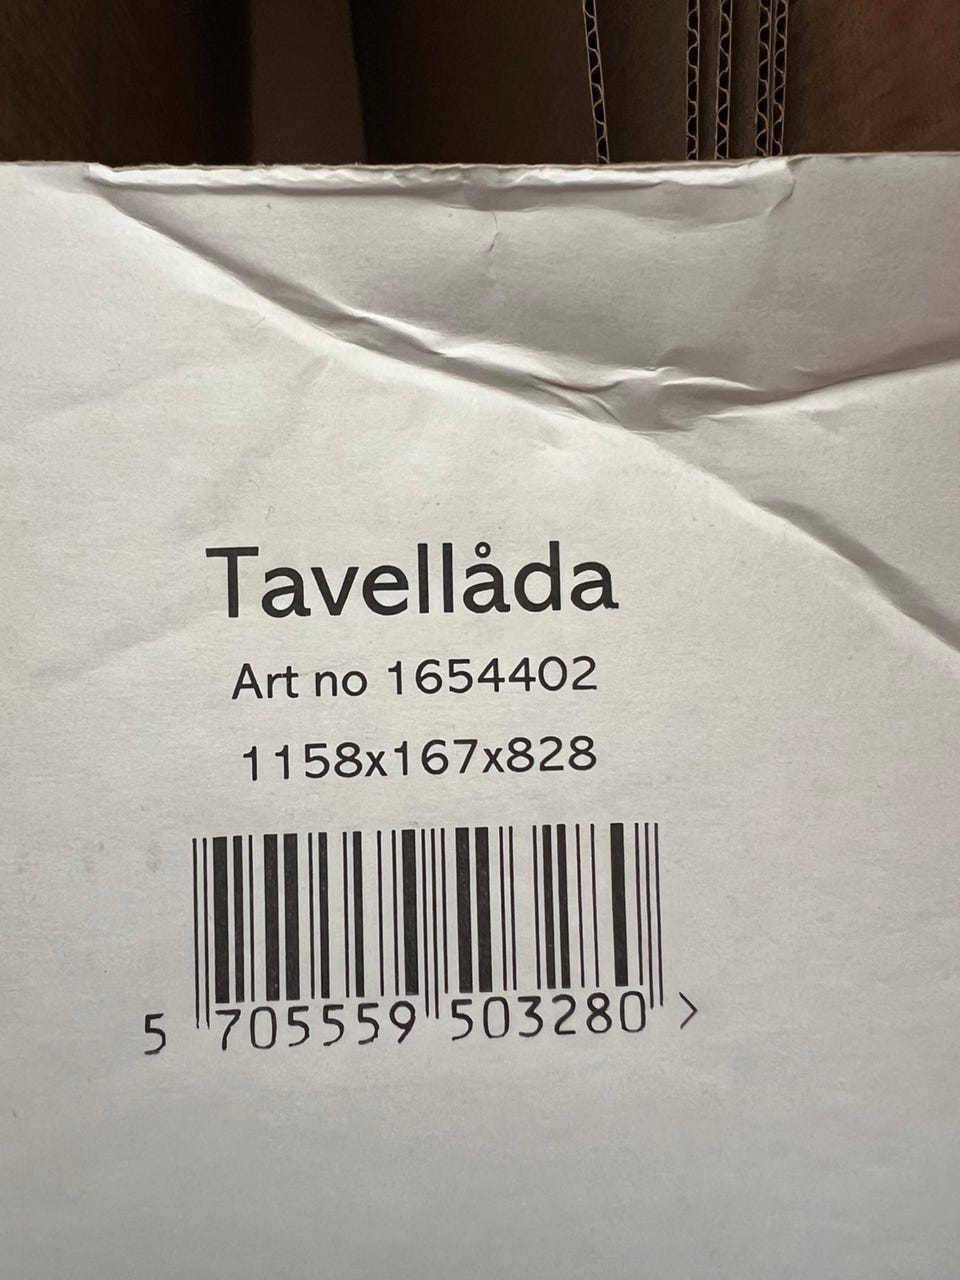 Tavellåda
Art no 1654402
1158x167x828
5 705559 503280 >